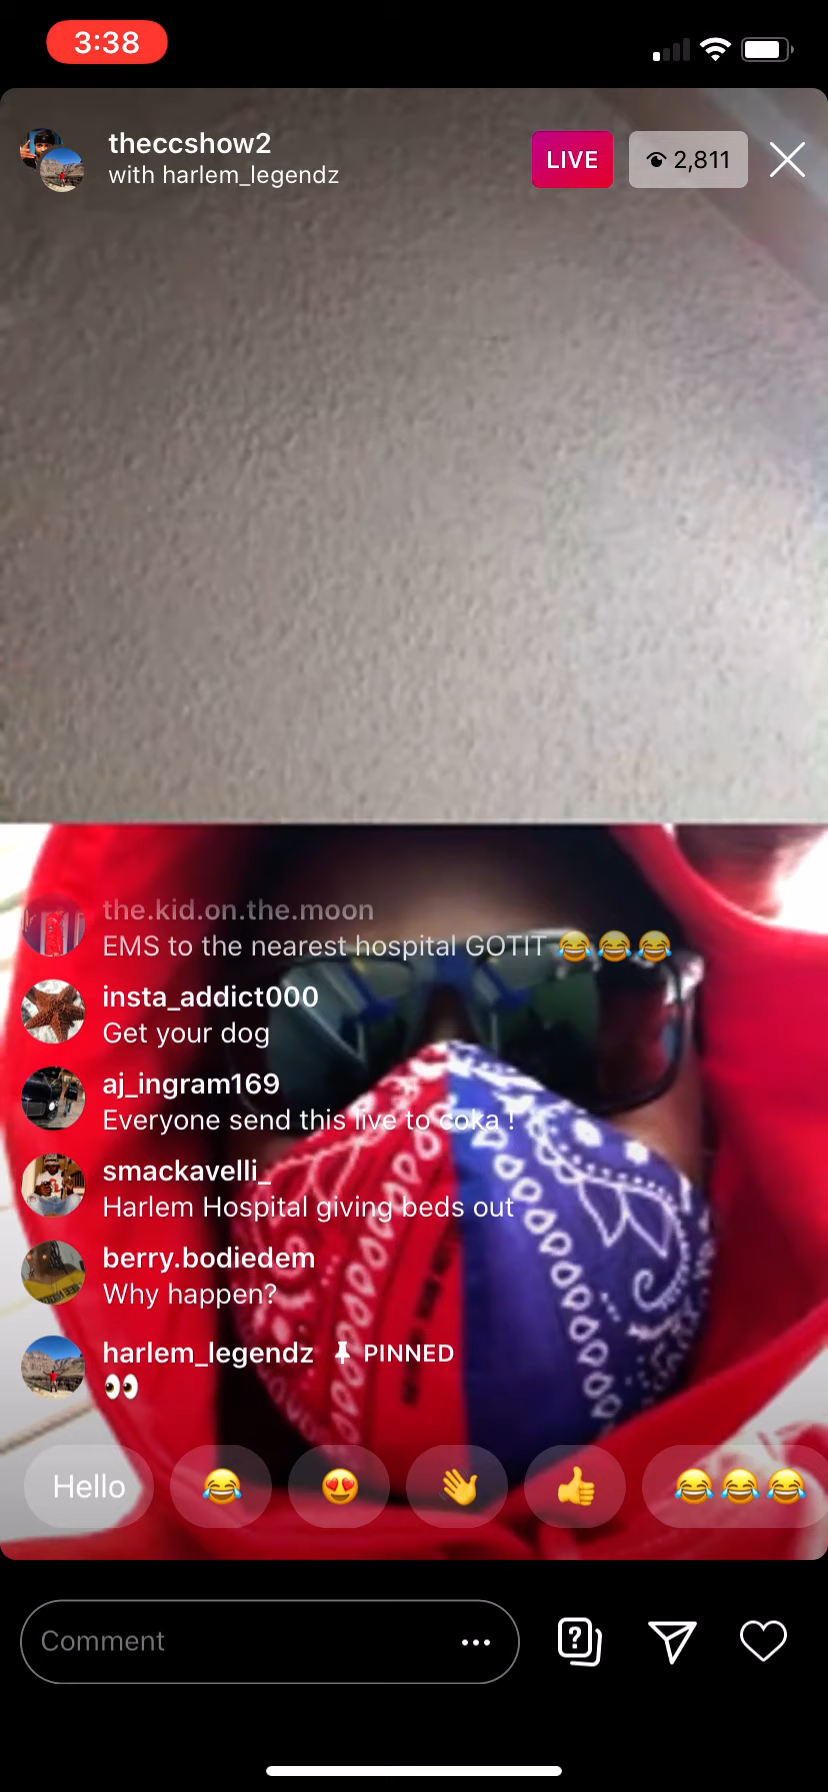 3:38
theccshow2
with harlem_legendz
LIVE
2,811
the.kid.on.the.moon
EMS to the nearest hospital GOTIT 😂😂😂
insta_addict000
Get your dog
aj_ingram169
Everyone send this live to coka !
smackavelli_
Harlem Hospital giving beds out
berry.bodiedem
Why happen?
harlem_legendz PINNED
👀
Hello 😂 😍 👋 👍 😂😂😂
Comment